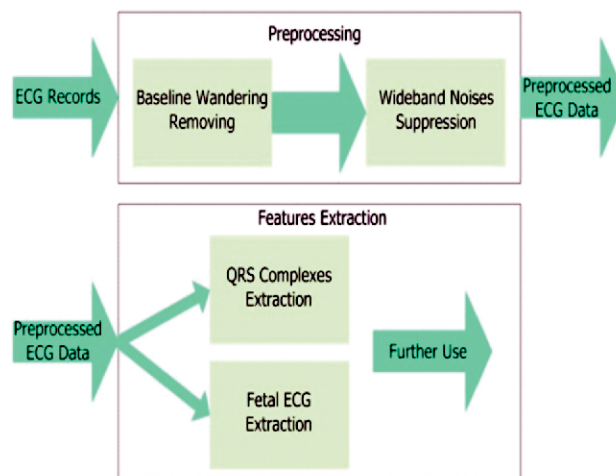 Preprocessing
ECG Records
Baseline Wandering
Removing
Wideband Noises
Suppression
Preprocessed
ECG Data
Features Extraction
Preprocessed
ECG Data
QRS Complexes
Extraction
Fetal ECG
Extraction
Further Use